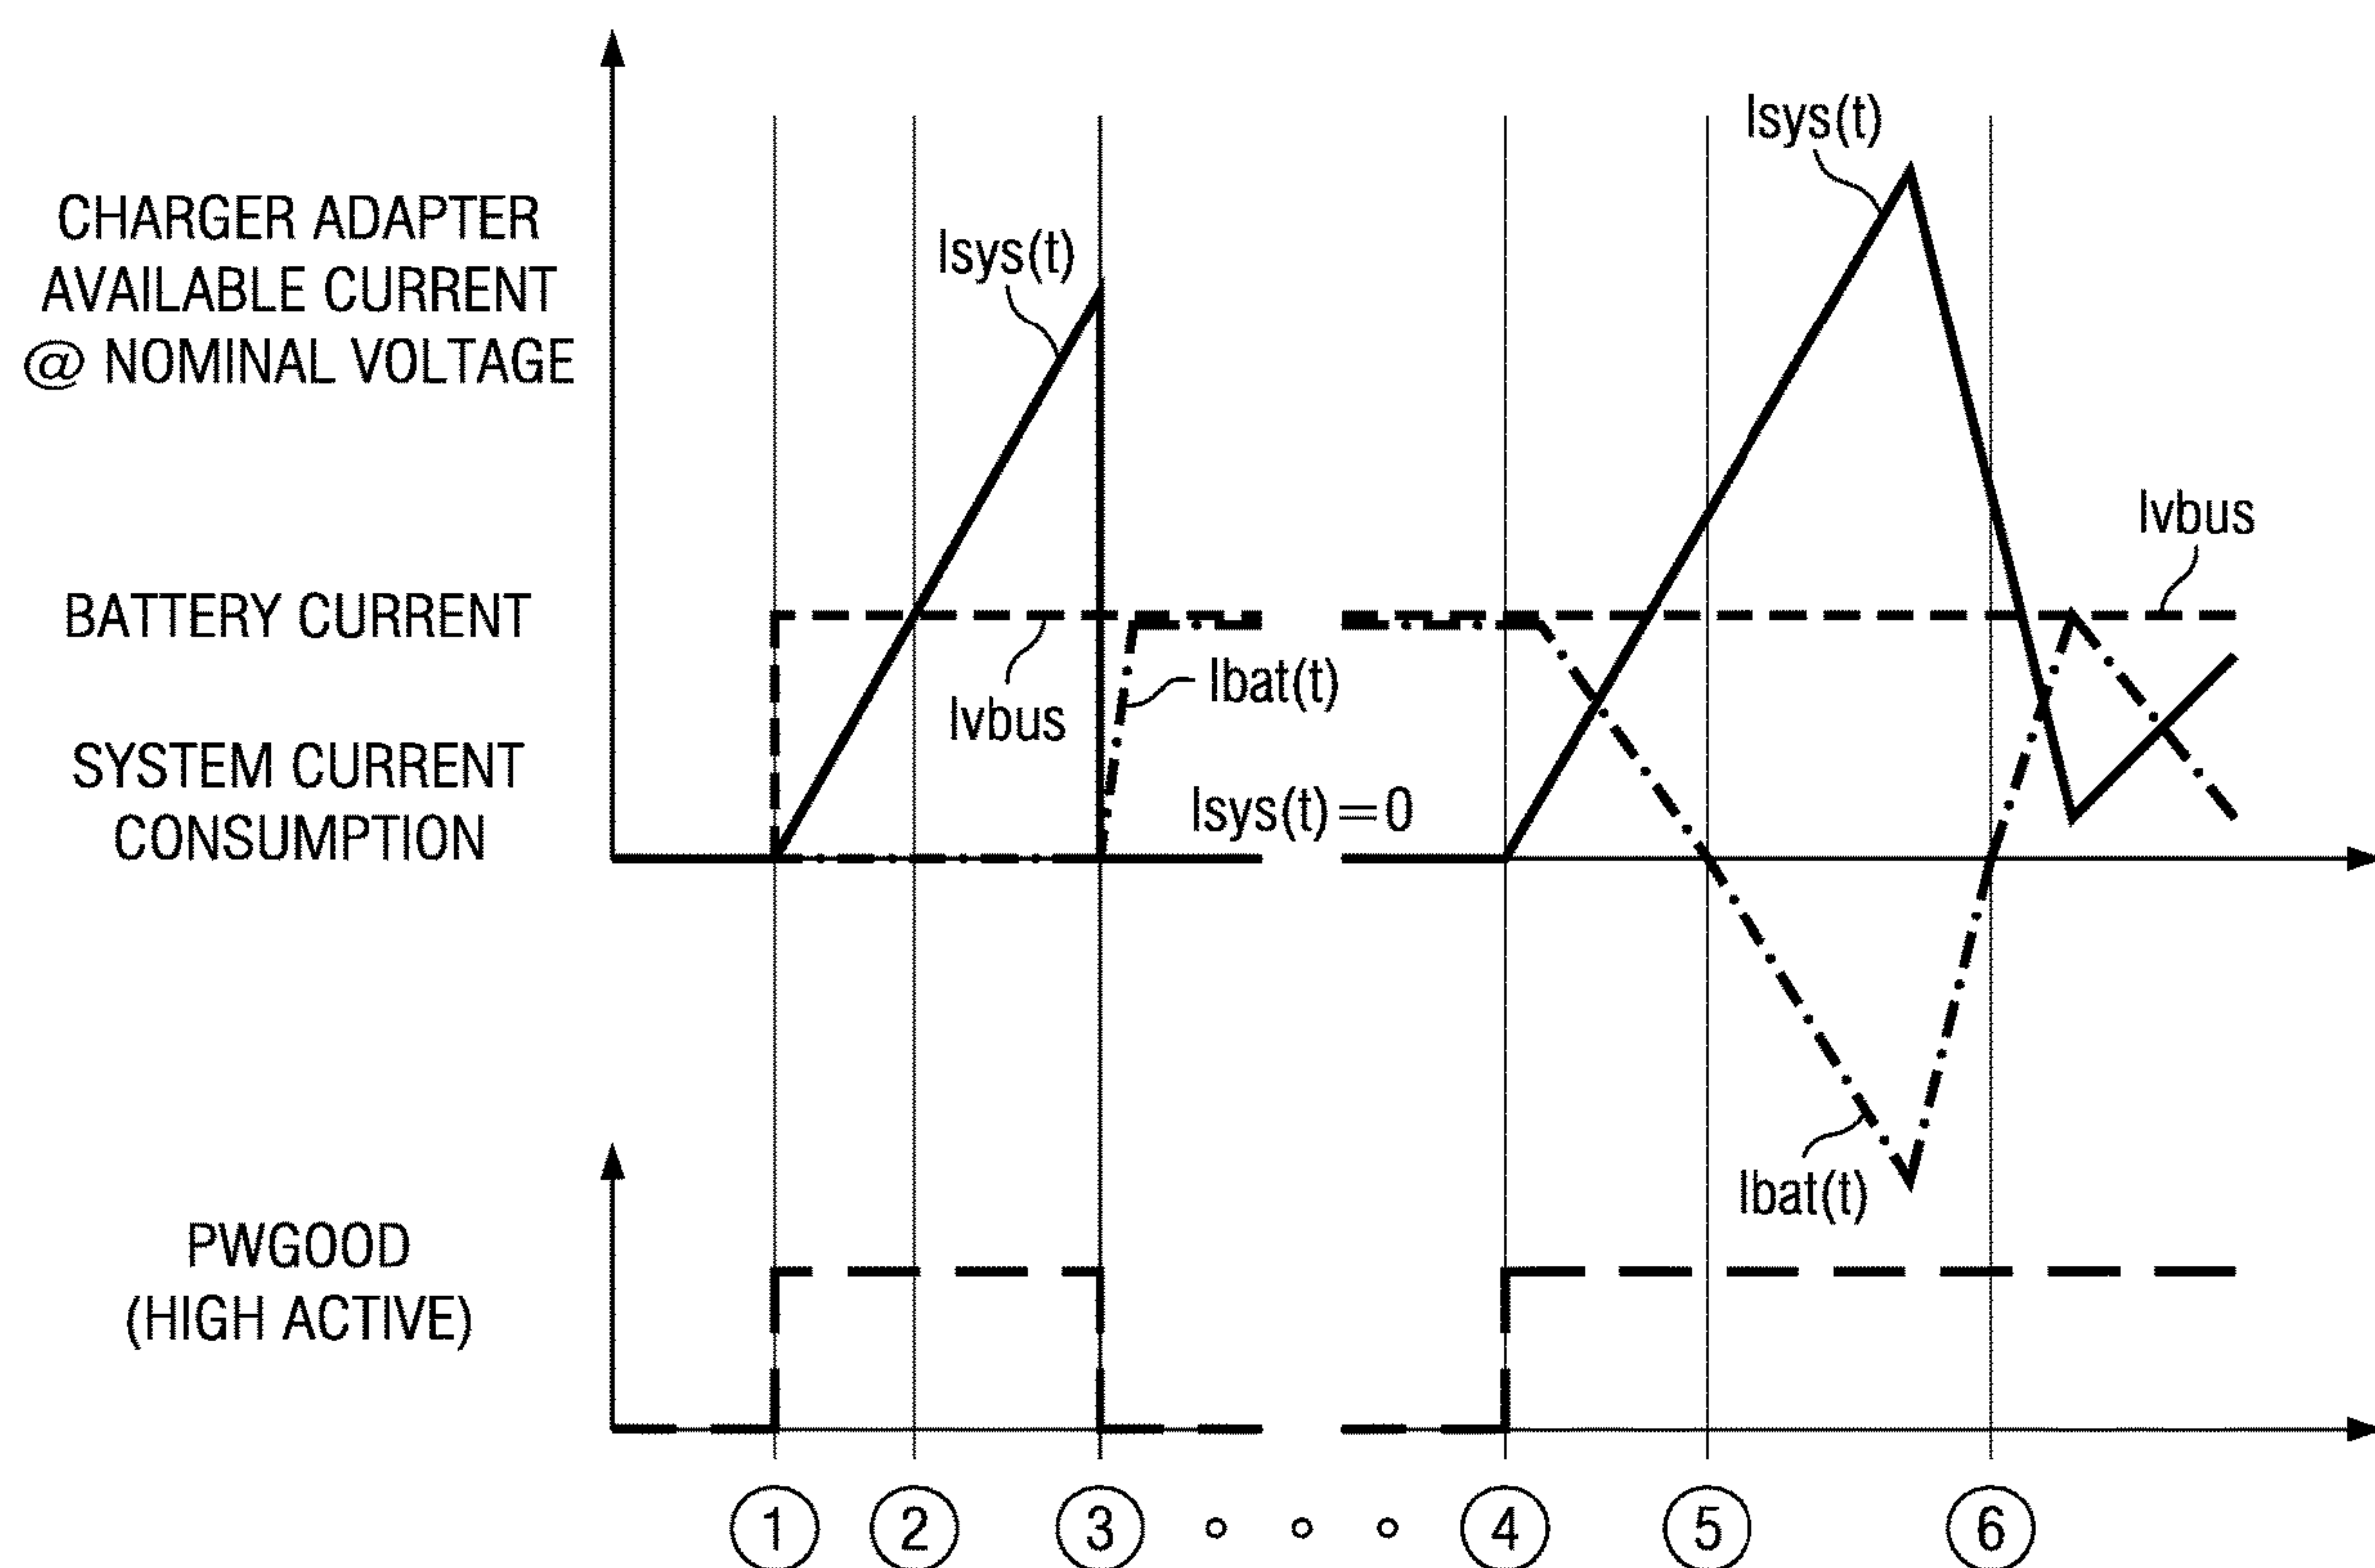 CHARGER ADAPTER
AVAILABLE CURRENT
@ NOMINAL VOLTAGE
BATTERY CURRENT
SYSTEM CURRENT
CONSUMPTION
Isys(t)
Ivbus
Ibat(t)
Isys(t)=0
Isys(t)
Ivbus
Ibat(t)
PWGOOD
(HIGH ACTIVE)
1 2 3 4 5 6